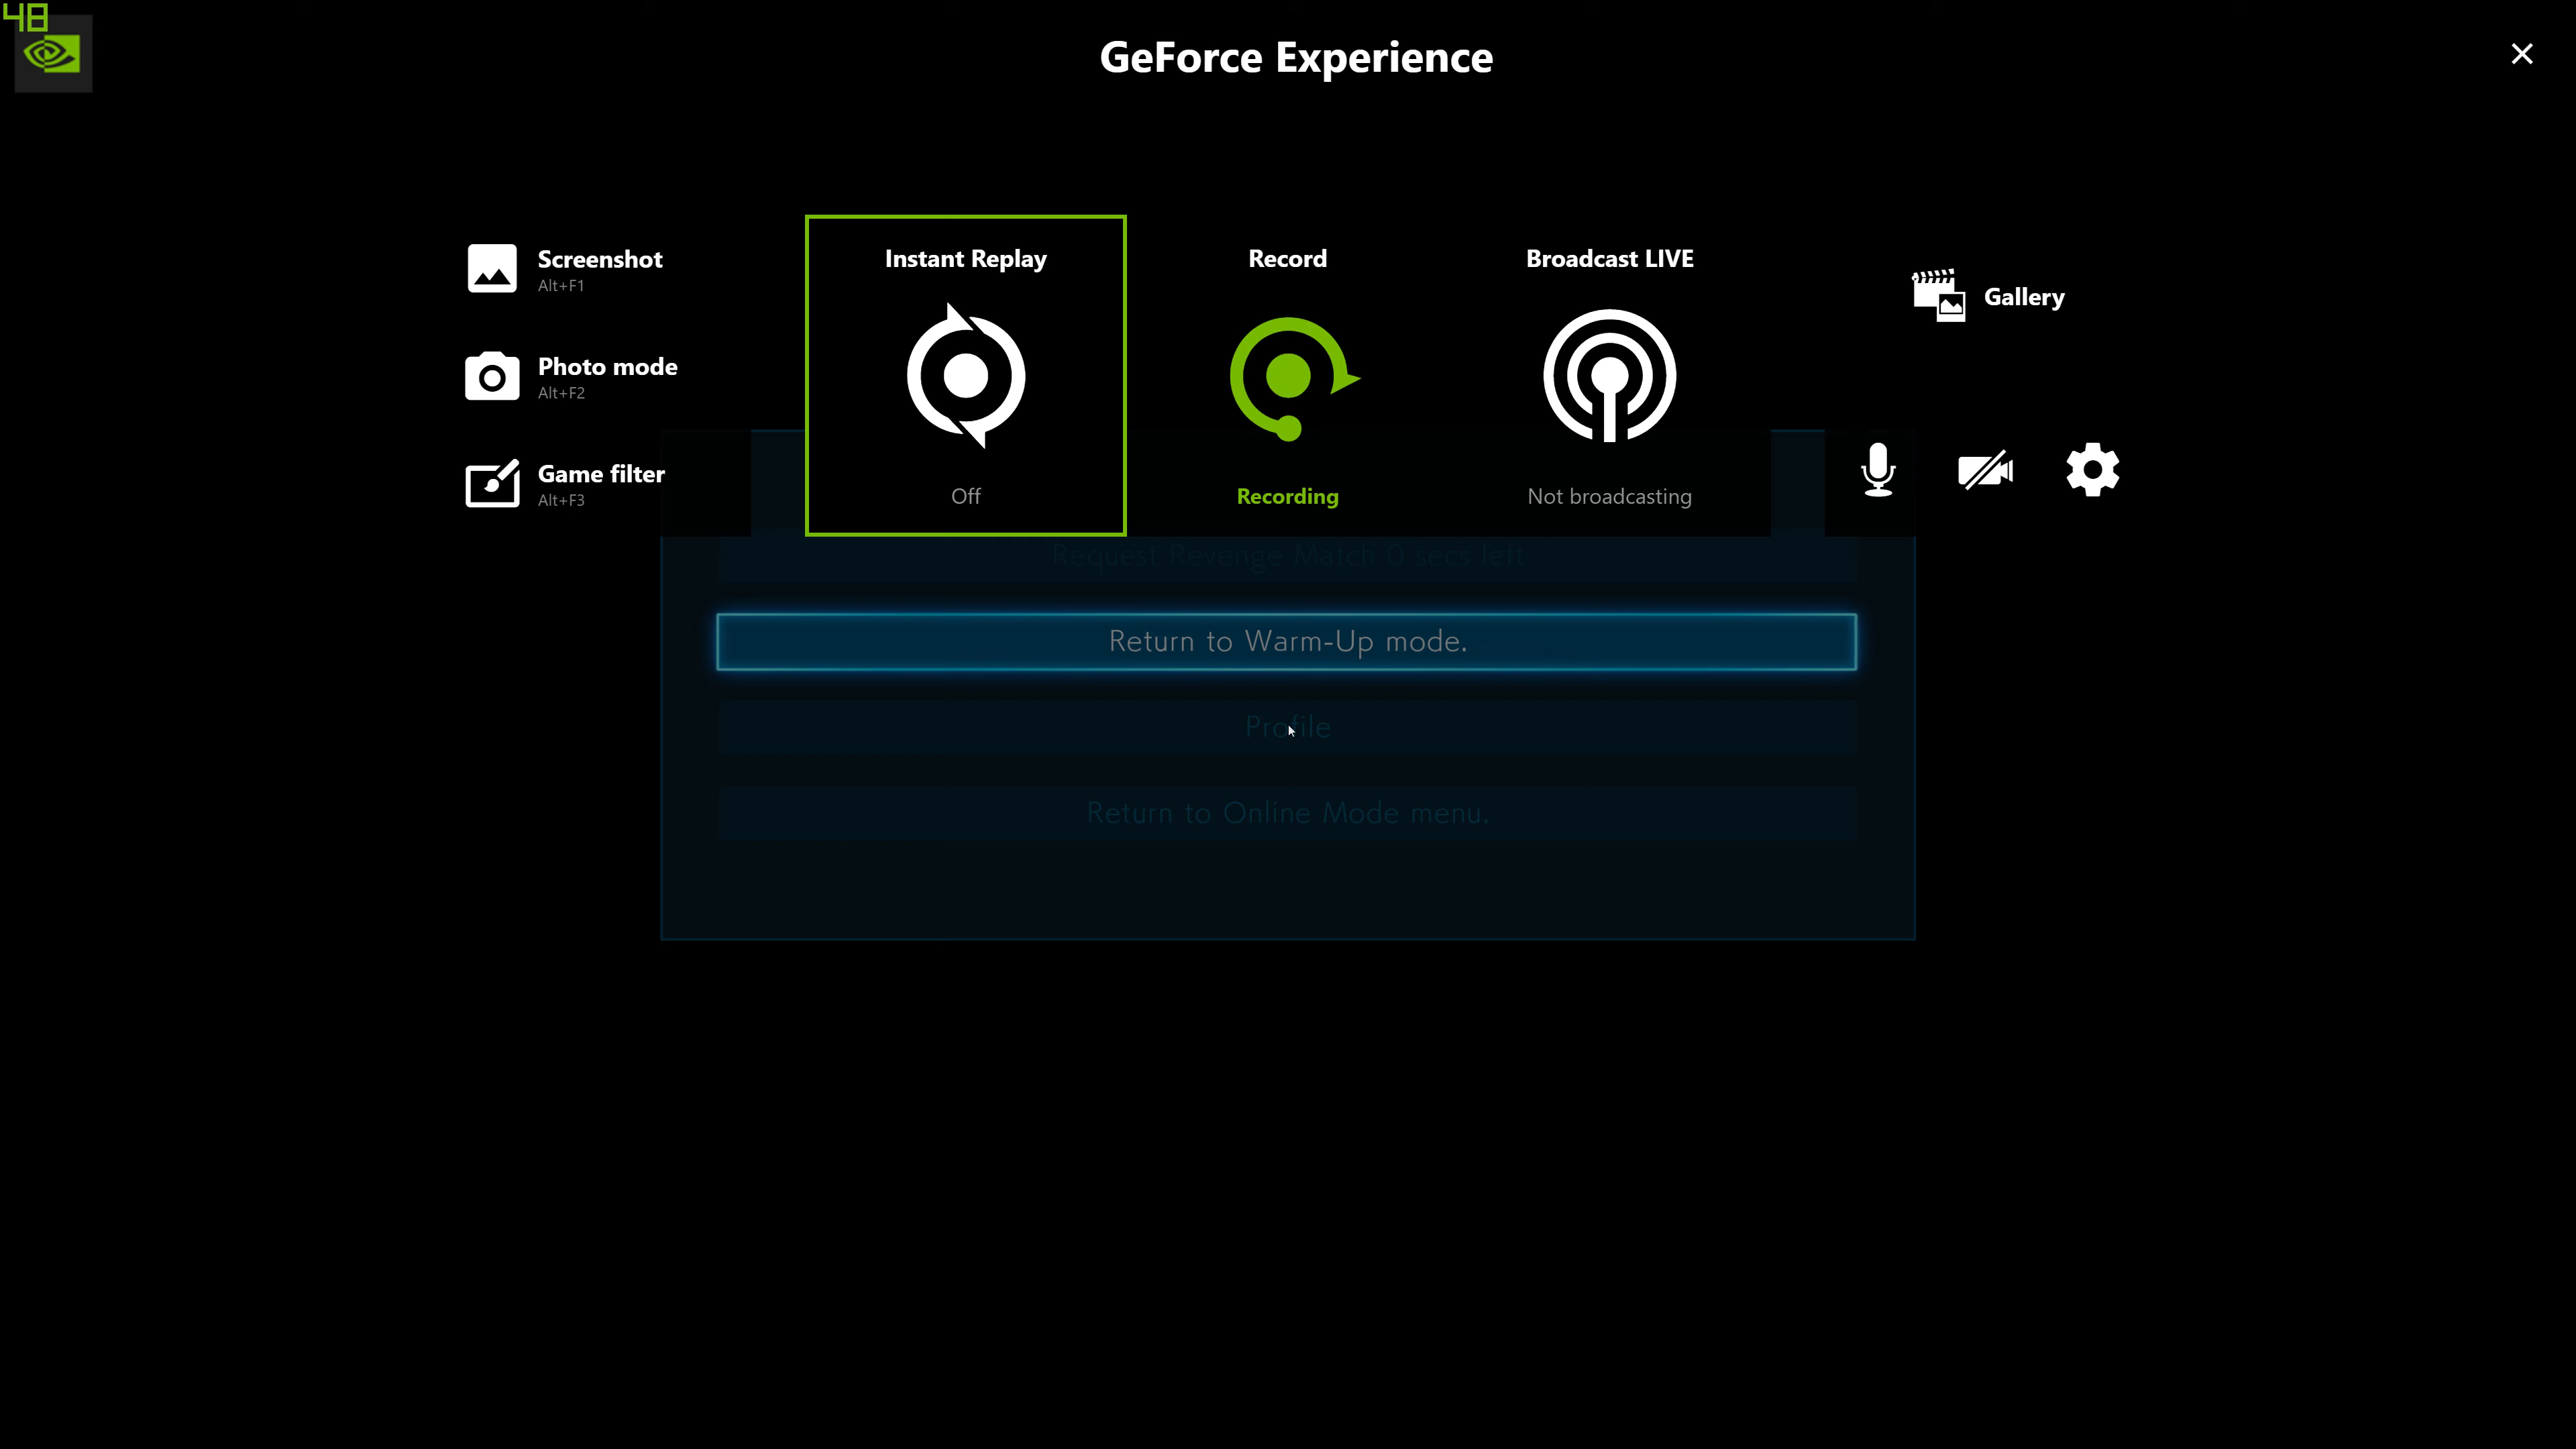 48
GeForce Experience
Screenshot
Alt+F1
Photo mode
Alt+F2
Game filter
Alt+F3
Instant Replay
Off
Record
Recording
Broadcast LIVE
Not broadcasting
Gallery
Request Revenge Match 0 secs left
Return to Warm-Up mode.
Profile
Return to Online Mode menu.